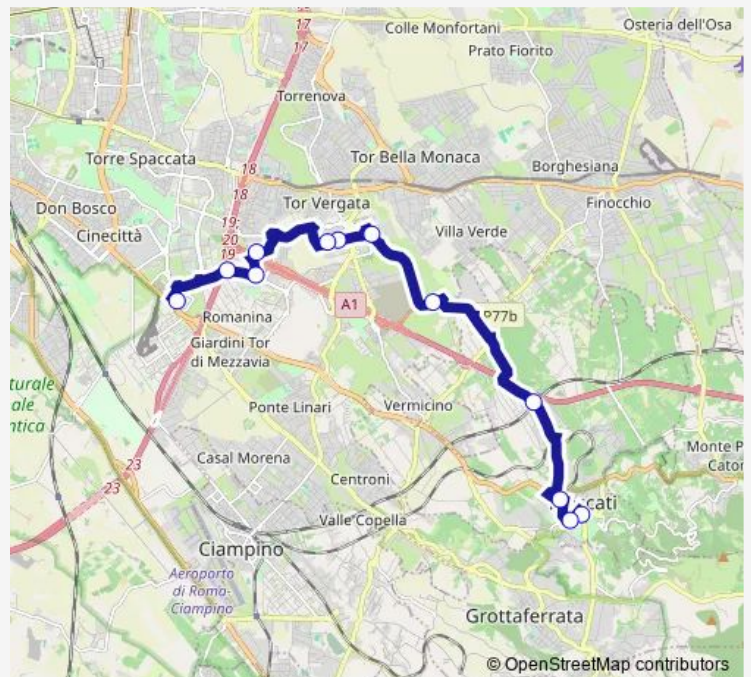 17
17
Colle Monfortani
Osteria dell'Osa
Prato Fiorito
Torrenova
Torre Spaccata
18
18
Tor Bella Monaca
Borghesiana
Don Bosco
Tor Vergata
Finocchio
Cinecittà
19;
20
19
Villa Verde
A1
P77b
Romanina
Giardini Tor
di Mezzavia
turale
ale
ntica
Ponte Linari
Vermicino
23
23
Casal Morena
Monte P
Cator
Centroni
Valle Copella
cati
Ciampino
Aeroporto
di Roma-
Ciampino
Grottaferrata
© OpenStreetMap contributors